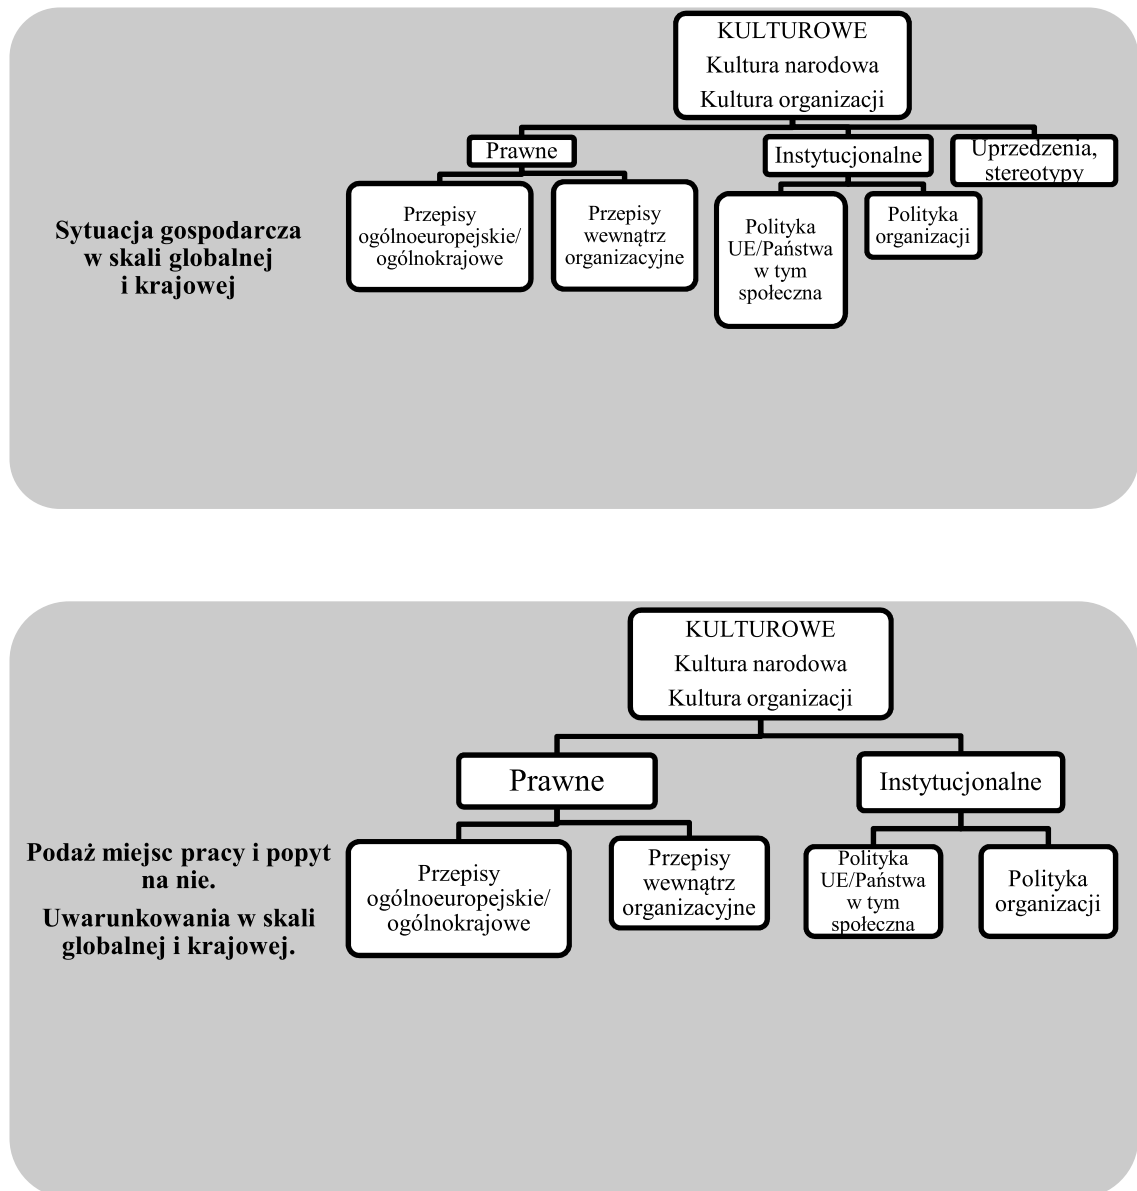 KULTUROWE
Kultura narodowa
Kultura organizacji
Prawne
Instytucjonalne
Uprzedzenia,
stereotypy
Przepisy
ogólnoeuropejskie/
ogólnokrajowe
Przepisy
wewnątrz
organizacyjne
Polityka
UE/Państwa
w tym
społeczna
Polityka
organizacji
Sytuacja gospodarcza
w skali globalnej
i krajowej
KULTUROWE
Kultura narodowa
Kultura organizacji
Prawne
Instytucjonalne
Przepisy
ogólnoeuropejskie/
ogólnokrajowe
Przepisy
wewnątrz
organizacyjne
Polityka
UE/Państwa
w tym
społeczna
Polityka
organizacji
Podaż miejsc pracy i popyt
na nie.
Uwarunkowania w skali
globalnej i krajowej.